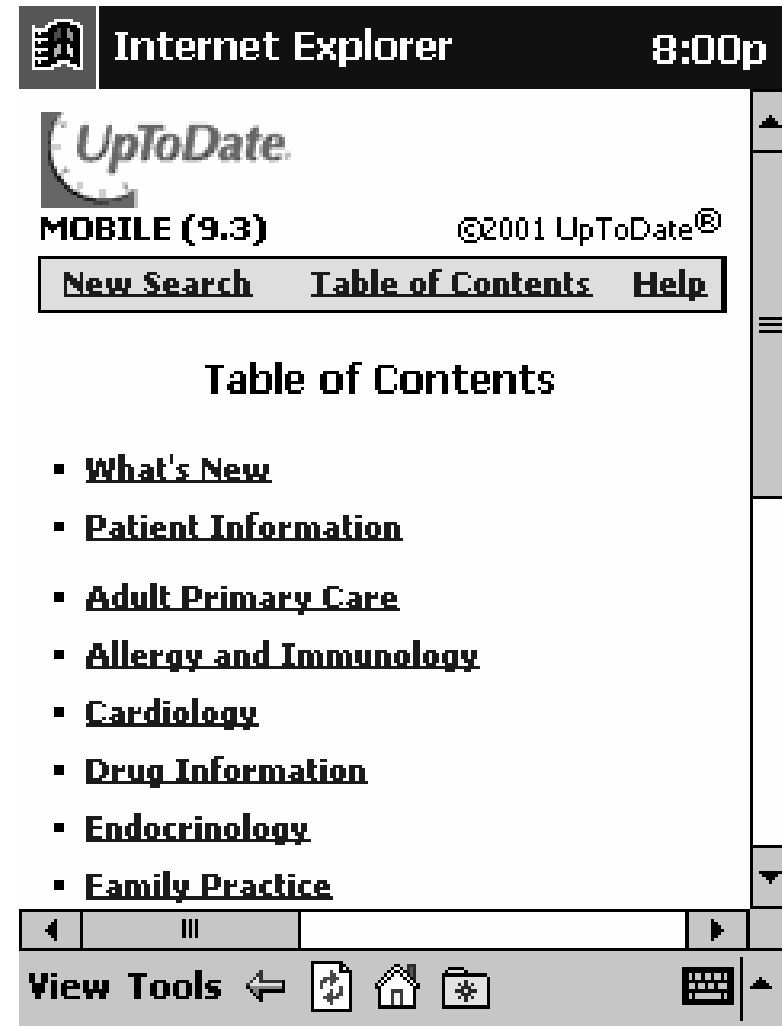 Internet Explorer 8:00p
UpToDate
MOBILE (9.3) ©2001 UpToDate®
New Search Table of Contents Help
Table of Contents
What's New
Patient Information
Adult Primary Care
Allergy and Immunology
Cardiology
Drug Information
Endocrinology
Family Practice
View Tools